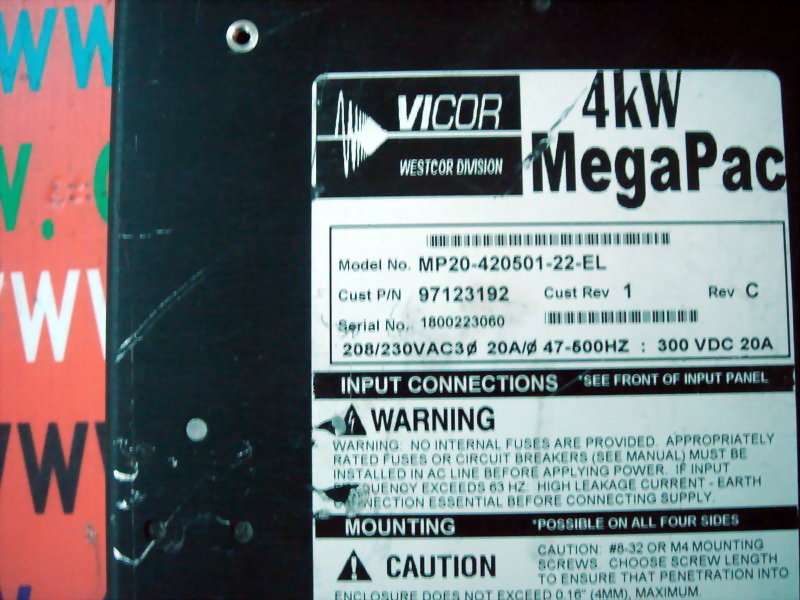 WW
W.
WW
WW
VICOR
WESTCOR DIVISION
4kW
MegaPac
Model No. MP20-420501-22-EL
Cust P/N 97123192 Cust Rev 1 Rev C
Serial No. 1800223060
208/230VAC3ø 20A/ø 47-500HZ : 300 VDC 20A
INPUT CONNECTIONS *SEE FRONT OF INPUT PANEL
WARNING
WARNING: NO INTERNAL FUSES ARE PROVIDED. APPROPRIATELY
RATED FUSES OR CIRCUIT BREAKERS (SEE MANUAL) MUST BE
INSTALLED IN AC LINE BEFORE APPLYING POWER. IF INPUT
QUENCY EXCEEDS 63 HZ: HIGH LEAKAGE CURRENT - EARTH
NECTION ESSENTIAL BEFORE CONNECTING SUPPLY.
MOUNTING *POSSIBLE ON ALL FOUR SIDES
CAUTION
CAUTION: #8-32 OR M4 MOUNTING
SCREWS. CHOOSE SCREW LENGTH
TO ENSURE THAT PENETRATION INTO
ENCLOSURE DOES NOT EXCEED 0.16" (4MM), MAXIMUM.